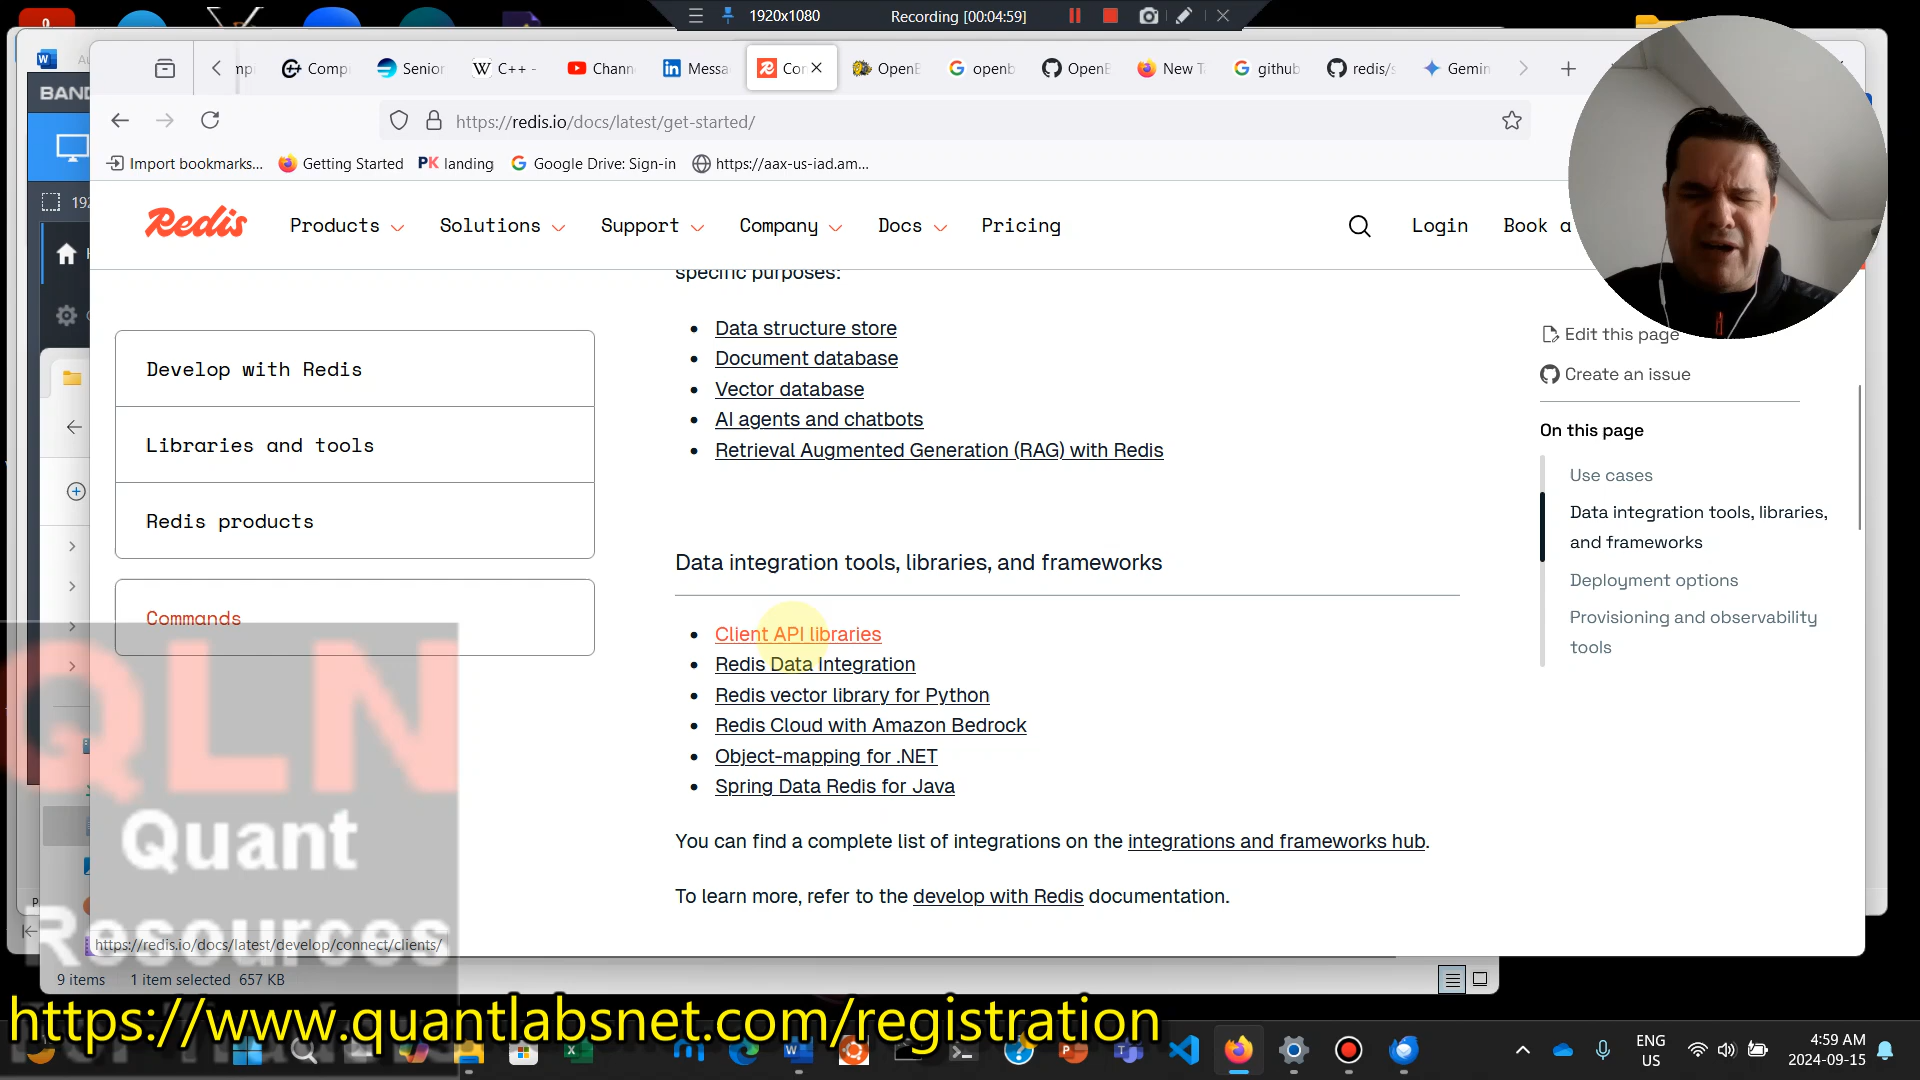 1920x1080
Recording [00:04:59]
Comp
Senior
C++ -
Chann
Messa
Con
OpenB
openb
OpenB
New T
github
redis/s
Gemin
https://redis.io/docs/latest/get-started/
Import bookmarks...
Getting Started
PK landing
Google Drive: Sign-in
https://aax-us-iad.am...
BAND
192
Redis
Products
Solutions
Support
Company
Docs
Pricing
Login
Book a
specific purposes:
Develop with Redis
Libraries and tools
Redis products
Commands
Data structure store
Document database
Vector database
AI agents and chatbots
Retrieval Augmented Generation (RAG) with Redis
Data integration tools, libraries, and frameworks
Client API libraries
Redis Data Integration
Redis vector library for Python
Redis Cloud with Amazon Bedrock
Object-mapping for .NET
Spring Data Redis for Java
You can find a complete list of integrations on the integrations and frameworks hub.
To learn more, refer to the develop with Redis documentation.
Edit this page
Create an issue
On this page
Use cases
Data integration tools, libraries,
and frameworks
Deployment options
Provisioning and observability
tools
QLN
Quant
Resources
https://redis.io/docs/latest/develop/connect/clients/
9 items
1 item selected 657 KB
https://www.quantlabsnet.com/registration
ENG
US
4:59 AM
2024-09-15